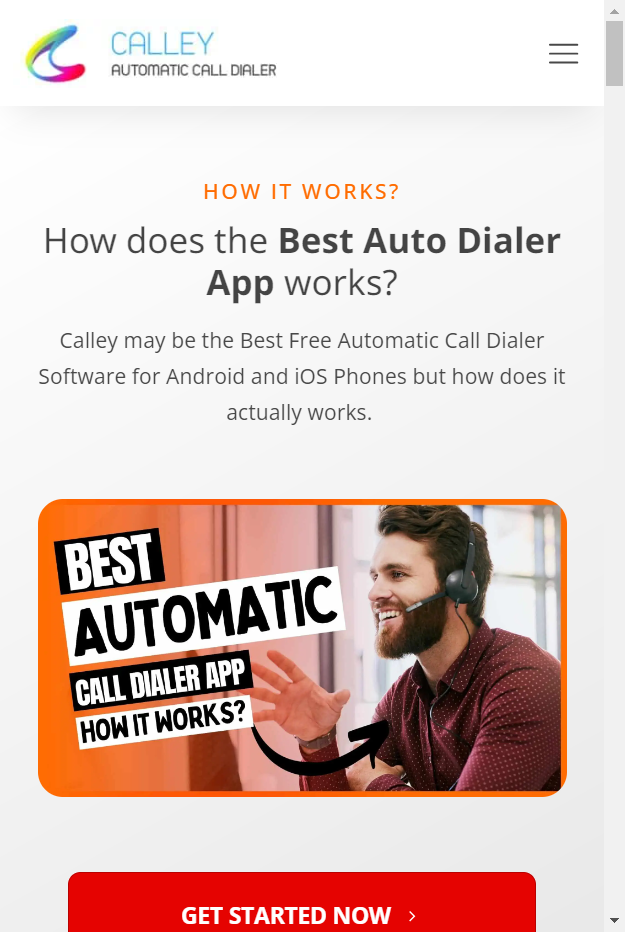 CALLEY
AUTOMATIC CALL DIALER
HOW IT WORKS?
How does the Best Auto Dialer
App works?
Calley may be the Best Free Automatic Call Dialer
Software for Android and iOS Phones but how does it
actually works.
BEST
AUTOMATIC
CALL DIALER APP
HOW IT WORKS?
GET STARTED NOW